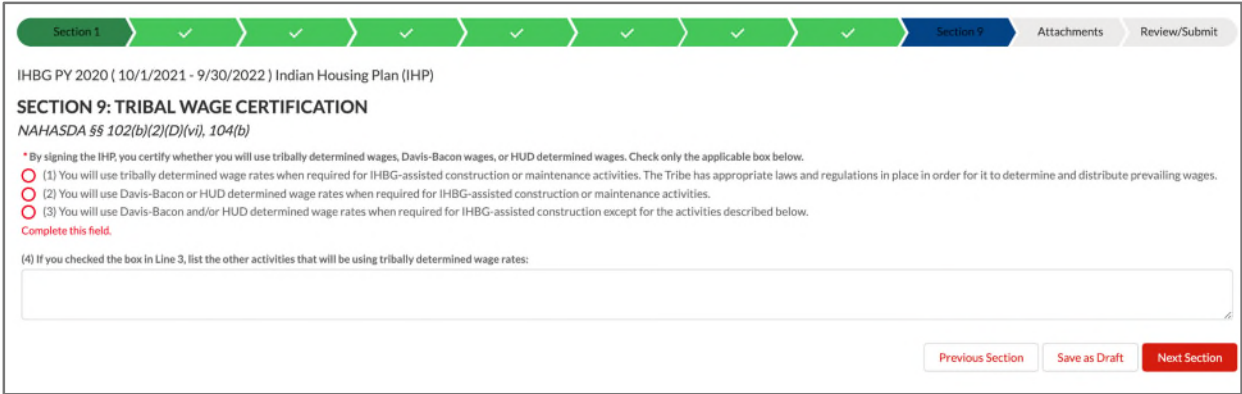 Section 1 Section 9 Attachments Review/Submit
IHBG PY 2020 ( 10/1/2021 - 9/30/2022 ) Indian Housing Plan (IHP)
SECTION 9: TRIBAL WAGE CERTIFICATION
NAHASDA §§ 102(b)(2)(D)(vi), 104(b)
* By signing the IHP, you certify whether you will use tribally determined wages, Davis-Bacon wages, or HUD determined wages. Check only the applicable box below.
(1) You will use tribally determined wage rates when required for IHBG-assisted construction or maintenance activities. The Tribe has appropriate laws and regulations in place in order for it to determine and distribute prevailing wages.
(2) You will use Davis-Bacon or HUD determined wage rates when required for IHBG-assisted construction or maintenance activities.
(3) You will use Davis-Bacon and/or HUD determined wage rates when required for IHBG-assisted construction except for the activities described below.
Complete this field.
(4) If you checked the box in Line 3, list the other activities that will be using tribally determined wage rates:
Previous Section Save as Draft Next Section